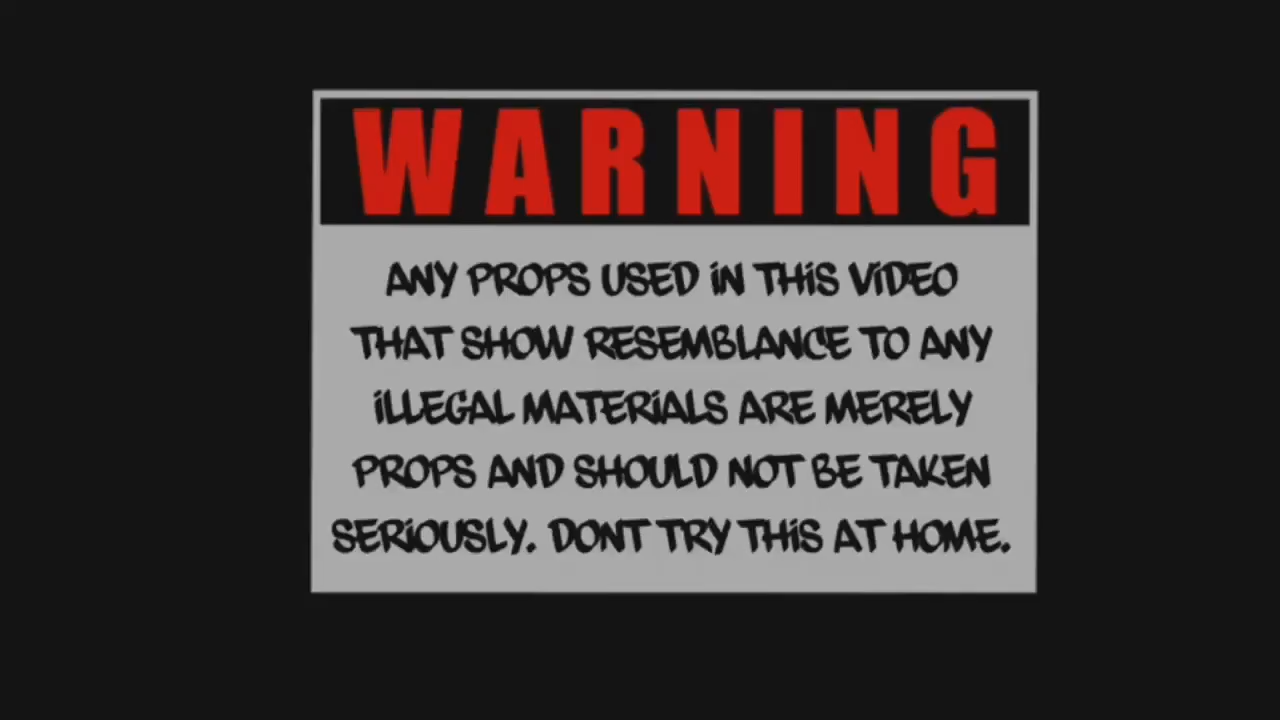 WARNING
ANY PROPS USED iN THiS ViDEO
THAT SHOW RESEMBLANCE TO ANY
iLLEGAL MATERiALS ARE MERELY
PROPS AND SHOULD NOT BE TAKEN
SERiOUSLY. DONT TRY THiS AT HOME.